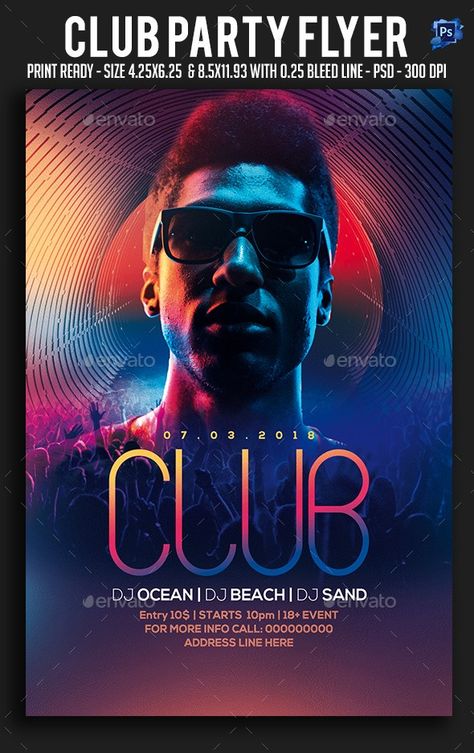 CLUB PARTY FLYER
Ps
PRINT READY - SIZE 4.25X6.25 & 8.5X11.93 WITH 0.25 BLEED LINE - PSD - 300 DPI
envato envato
envato envato
07.03.2018
CLUB
DJ OCEAN | DJ BEACH | DJ SAND
envato envato
Entry 10$ | STARTS 10pm | 18+ EVENT
FOR MORE INFO CALL: 000000000
ADDRESS LINE HERE